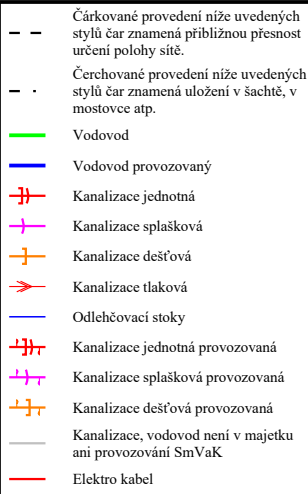 Čárkované provedení níže uvedených
stylů čar znamená přibližnou přesnost
určení polohy sítě.
Čerchované provedení níže uvedených
stylů čar znamená uložení v šachtě, v
mostovce atp.
Vodovod
Vodovod provozovaný
Kanalizace jednotná
Kanalizace splašková
Kanalizace dešťová
Kanalizace tlaková
Odlehčovací stoky
Kanalizace jednotná provozovaná
Kanalizace splašková provozovaná
Kanalizace dešťová provozovaná
Kanalizace, vodovod není v majetku
ani provozování SmVaK
Elektro kabel